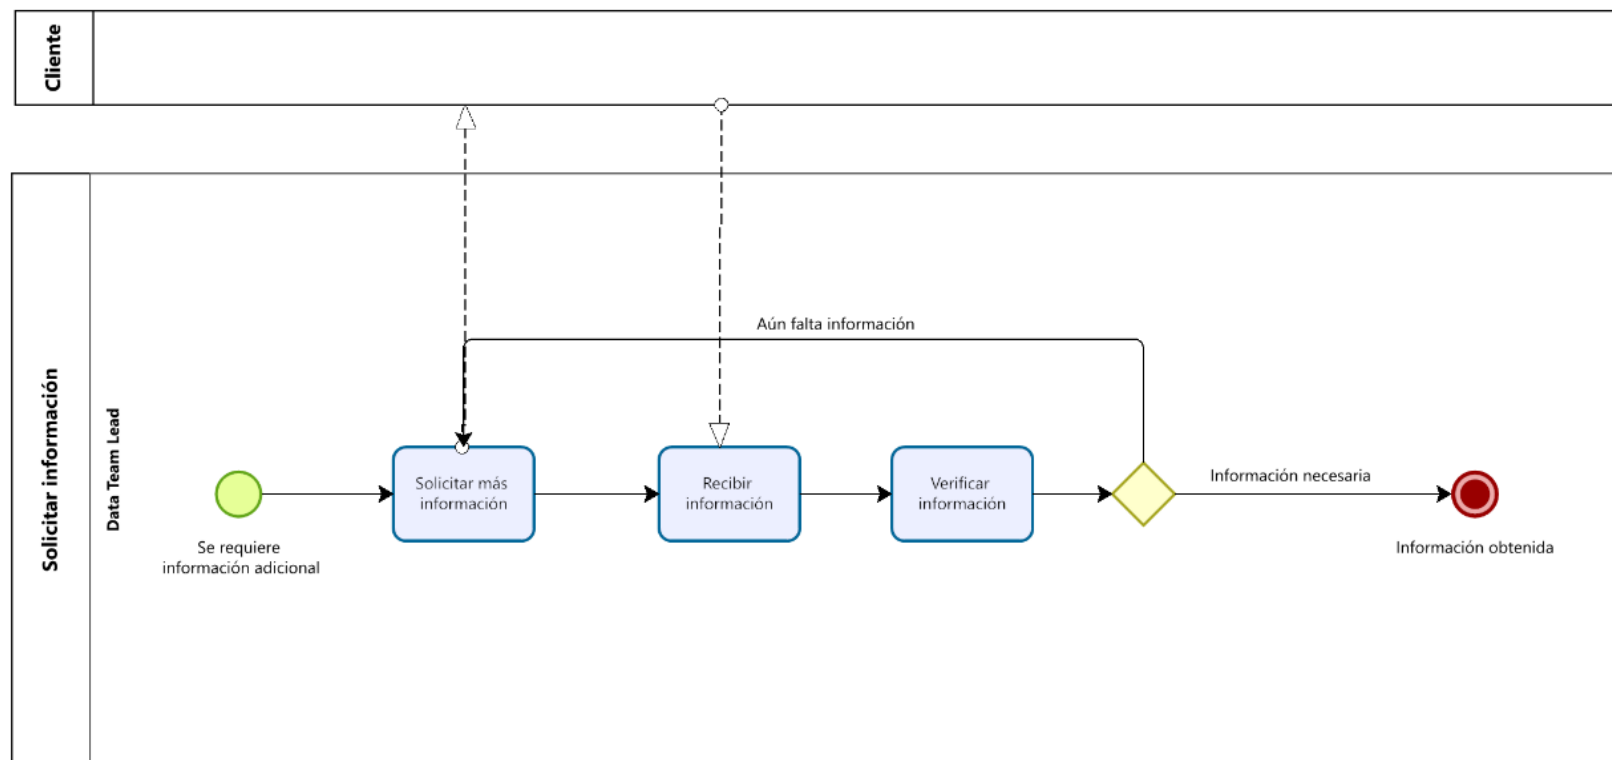 Cliente
Solicitar información
Data Team Lead
Aún falta información
Solicitar más
información
Recibir
información
Verificar
información
Información necesaria
Se requiere
información adicional
Información obtenida